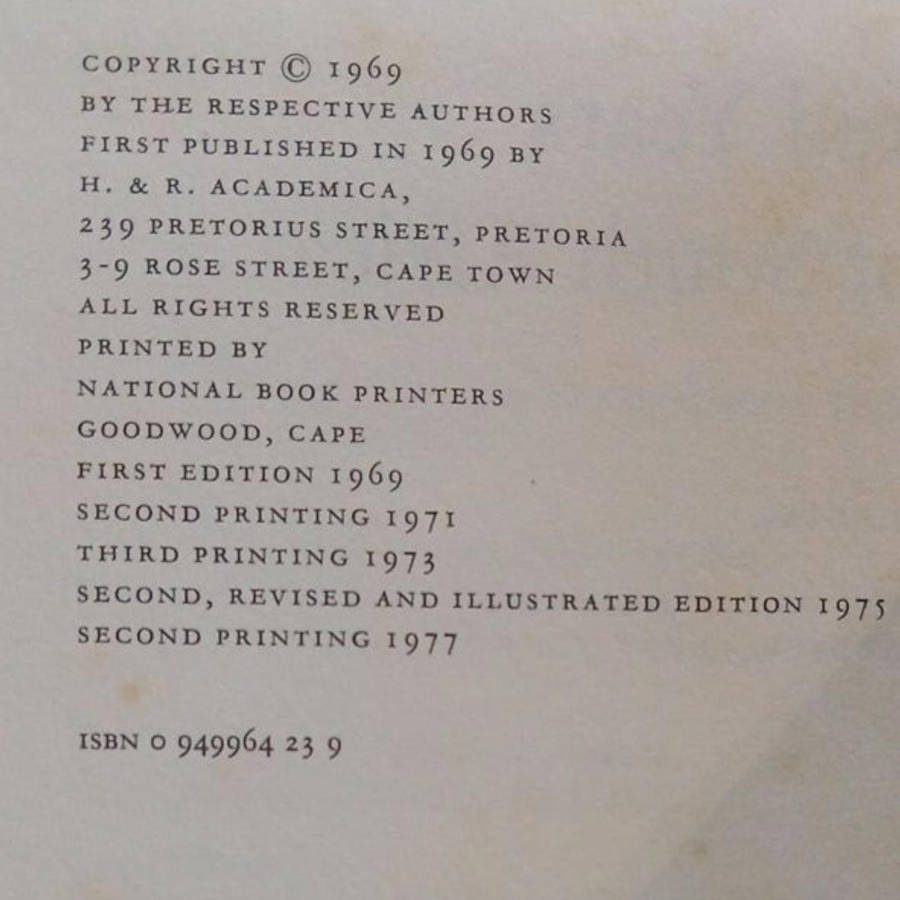 COPYRIGHT © 1969
BY THE RESPECTIVE AUTHORS
FIRST PUBLISHED IN 1969 BY
H. & R. ACADEMICA,
239 PRETORIUS STREET, PRETORIA
3-9 ROSE STREET, CAPE TOWN
ALL RIGHTS RESERVED
PRINTED BY
NATIONAL BOOK PRINTERS
GOODWOOD, CAPE
FIRST EDITION 1969
SECOND PRINTING 1971
THIRD PRINTING 1973
SECOND, REVISED AND ILLUSTRATED EDITION 1975
SECOND PRINTING 1977
ISBN 0 949964 23 9